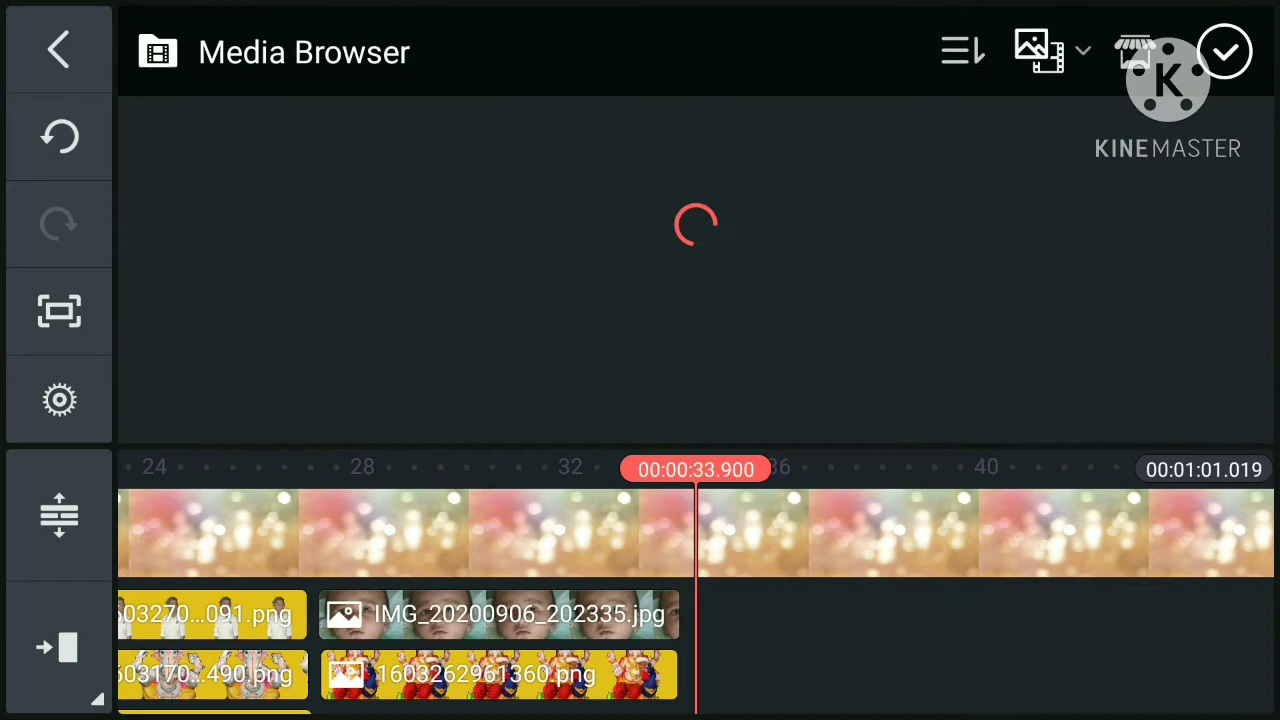 Media Browser
K
KINEMASTER
24
28
32
00:00:33.900
36
40
00:01:01.019
603270...091.png
IMG_20200906_202335.jpg
603170...490.png
1603262961360.png